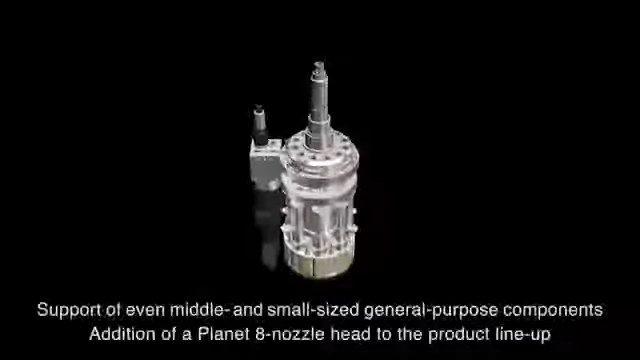 Support of even middle- and small-sized general-purpose components
Addition of a Planet 8-nozzle head to the product line-up